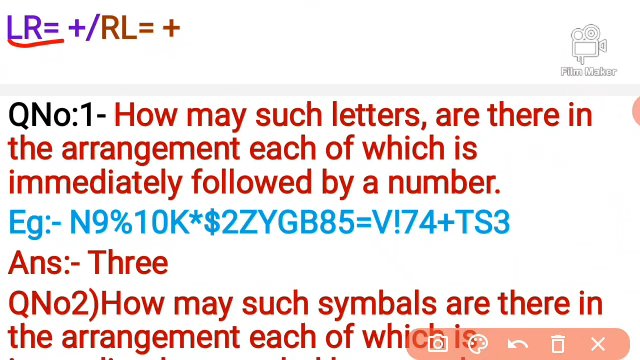 LR= +/RL= +
Film Maker
QNo:1- How may such letters, are there in
the arrangement each of which is
immediately followed by a number.
Eg:- N9%10K*$2ZYGB85=V!74+TS3
Ans:- Three
QNo2)How may such symbals are there in
the arrangement each of which is